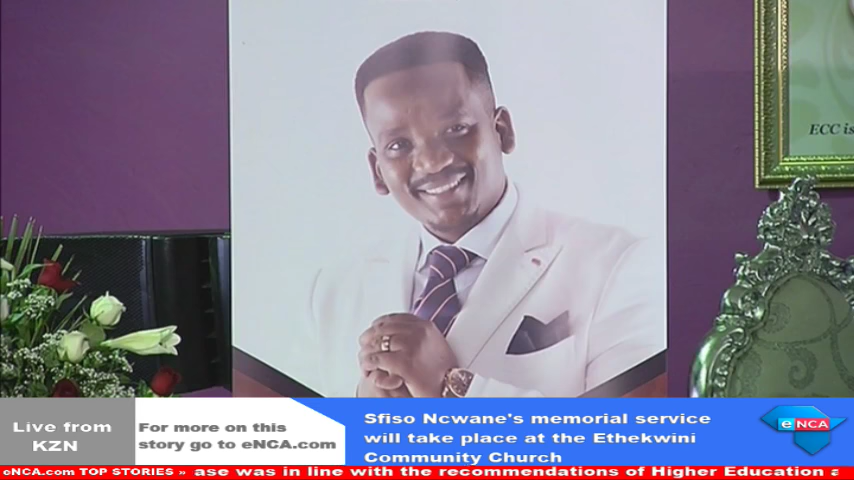 ECC is
Live from
KZN
For more on this
story go to eNCA.com
Sfiso Ncwane's memorial service
will take place at the Ethekwini
Community Church
eNCA
eNCA.com TOP STORIES » ase was in line with the recommendations of Higher Education a